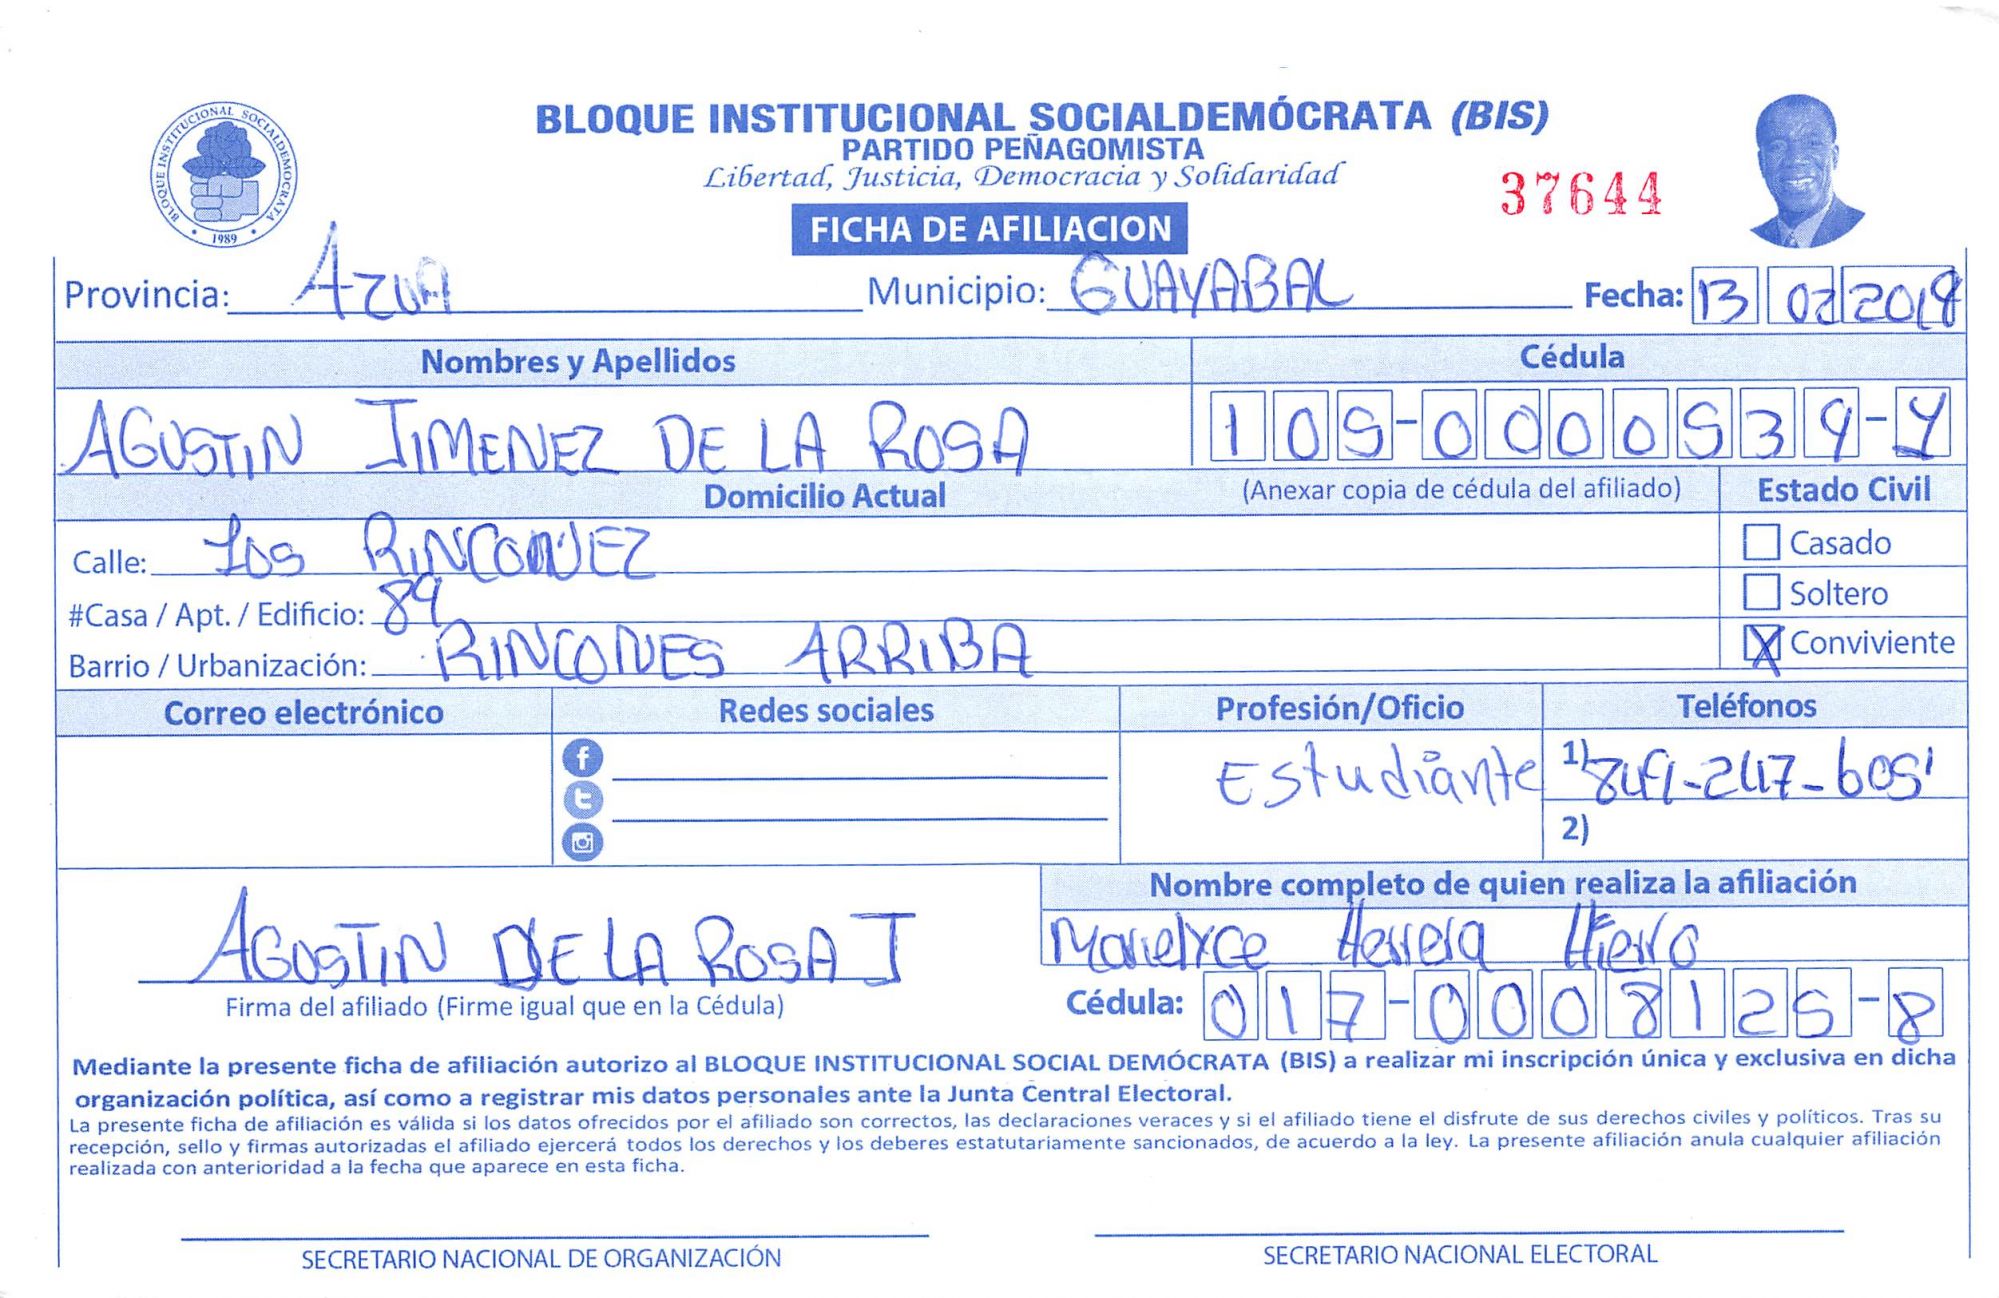 BLOQUE INSTITUCIONAL SOCIALDEMOCRATA
1989
BLOQUE INSTITUCIONAL SOCIALDEMÓCRATA (BIS)
PARTIDO PEÑAGOMISTA
Libertad, Justicia, Democracia y Solidaridad
37644
FICHA DE AFILIACION
Provincia: AZUA Municipio: GUAYABAL Fecha: 13 02 2019
Nombres y Apellidos Cédula
AGUSTIN JIMENEZ DE LA ROSA 105-0000539-4
Domicilio Actual (Anexar copia de cédula del afiliado) Estado Civil
Calle: LOS RINCONEZ Casado
#Casa / Apt. / Edificio: 89 Soltero
Barrio / Urbanización: RINCONES ARRIBA X Conviviente
Correo electrónico Redes sociales Profesión/Oficio Teléfonos
Estudiante 1) 849-247-6051
2)
Nombre completo de quien realiza la afiliación
Marielyce Herrera Hierro
AGUSTIN DE LA ROSA J
Firma del afiliado (Firme igual que en la Cédula) Cédula: 017-0008125-8
Mediante la presente ficha de afiliación autorizo al BLOQUE INSTITUCIONAL SOCIAL DEMÓCRATA (BIS) a realizar mi inscripción única y exclusiva en dicha
organización política, así como a registrar mis datos personales ante la Junta Central Electoral.
La presente ficha de afiliación es válida si los datos ofrecidos por el afiliado son correctos, las declaraciones veraces y si el afiliado tiene el disfrute de sus derechos civiles y políticos. Tras su
recepción, sello y firmas autorizadas el afiliado ejercerá todos los derechos y los deberes estatutariamente sancionados, de acuerdo a la ley. La presente afiliación anula cualquier afiliación
realizada con anterioridad a la fecha que aparece en esta ficha.
SECRETARIO NACIONAL DE ORGANIZACIÓN SECRETARIO NACIONAL ELECTORAL